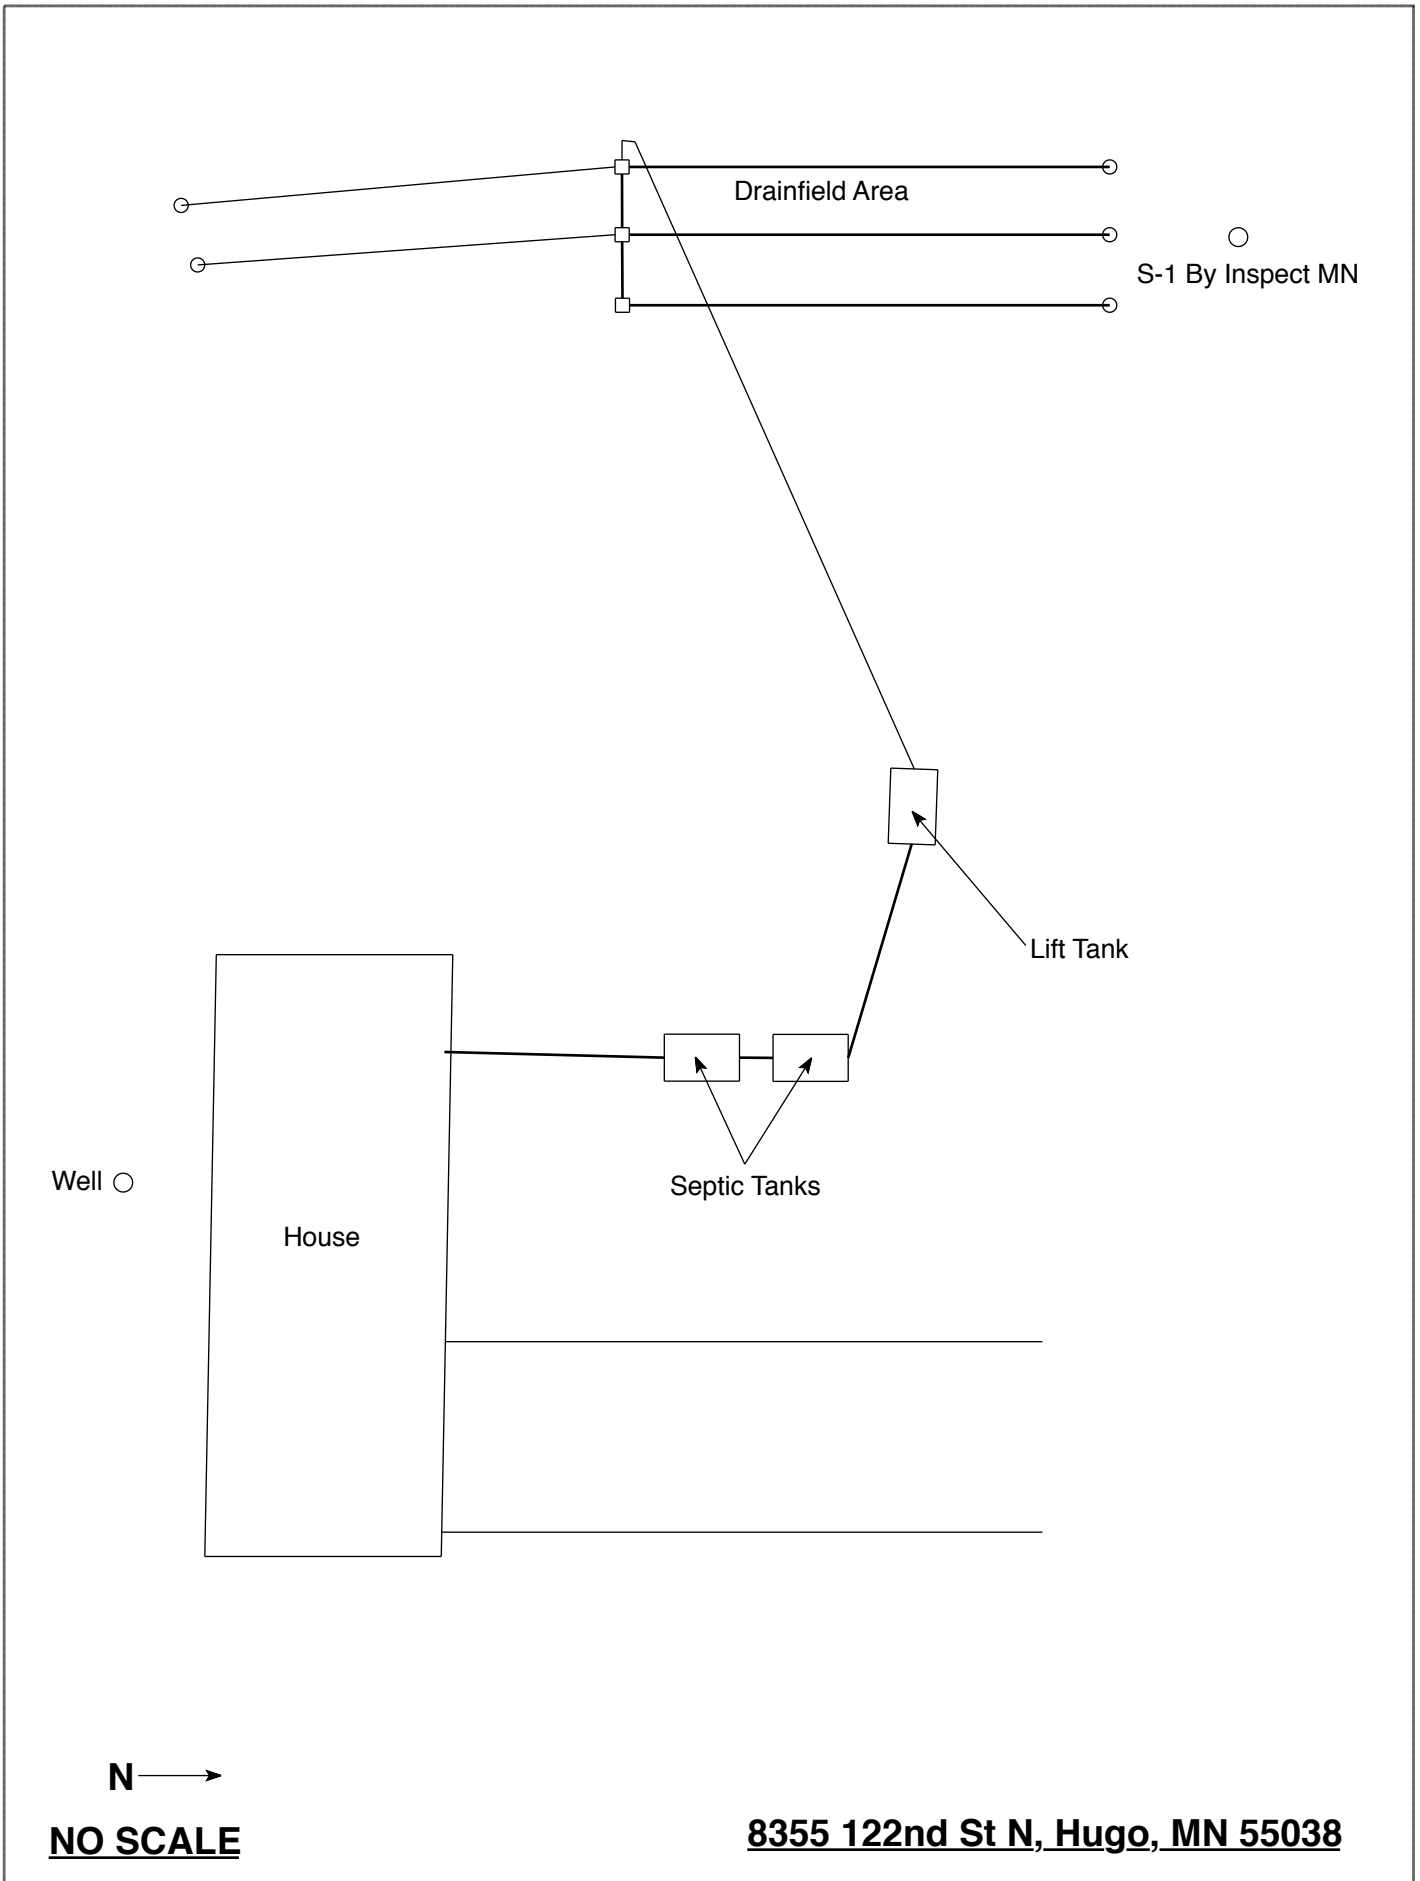 Drainfield Area
S-1 By Inspect MN
Lift Tank
Well
Septic Tanks
House
N
NO SCALE
8355 122nd St N, Hugo, MN 55038